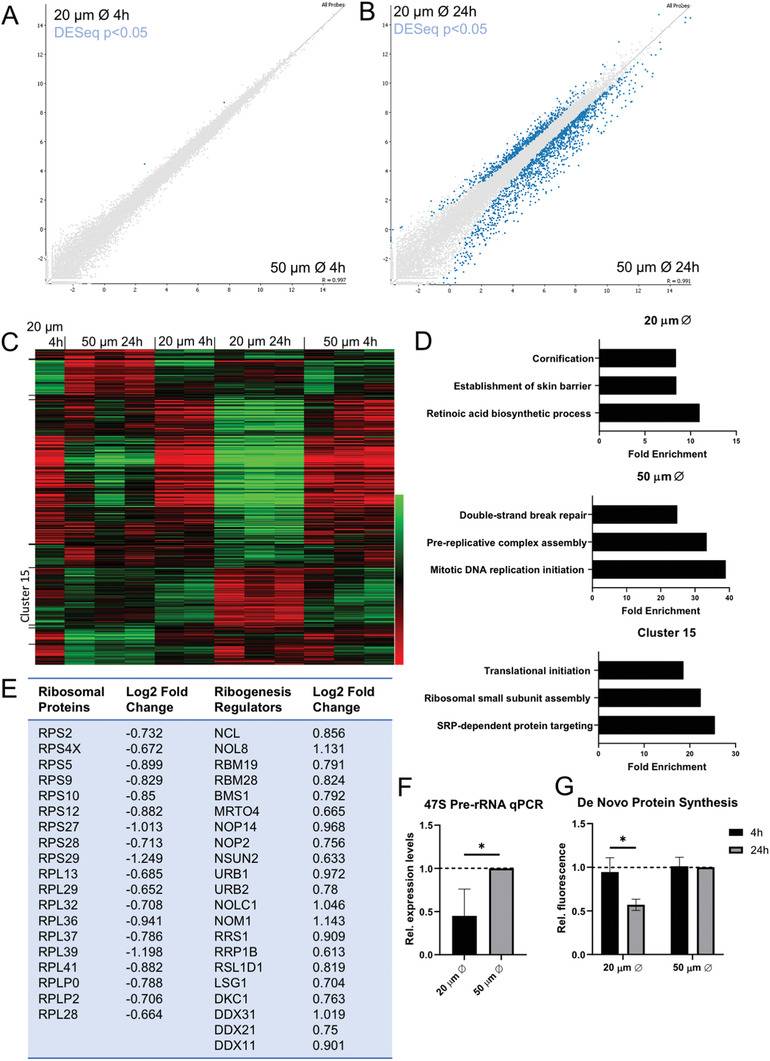 A
20 μm Ø 4h
DESeq p<0.05
All Probes
14
12
10
8
6
4
2
0
-2
50 μm Ø 4h
R = 0.997
-2 0 2 4 6 8 10 12 14
B
20 μm Ø 24h
DESeq p<0.05
All Probes
14
12
10
8
6
4
2
0
-2
50 μm Ø 24h
R = 0.991
-2 0 2 4 6 8 10 12 14
C
20 μm
4h 50 μm 24h 20 μm 4h 20 μm 24h 50 μm 4h
Cluster 15
D
20 μm Ø
Cornification
Establishment of skin barrier
Retinoic acid biosynthetic process
0 5 10 15
Fold Enrichment
50 μm Ø
Double-strand break repair
Pre-replicative complex assembly
Mitotic DNA replication initiation
0 10 20 30 40
Fold Enrichment
Cluster 15
Translational initiation
Ribosomal small subunit assembly
SRP-dependent protein targeting
0 10 20 30
Fold Enrichment
E
Ribosomal Proteins Log2 Fold Change Ribogenesis Regulators Log2 Fold Change
RPS2 -0.732 NCL 0.856
RPS4X -0.672 NOL8 1.131
RPS5 -0.899 RBM19 0.791
RPS9 -0.829 RBM28 0.824
RPS10 -0.85 BMS1 0.792
RPS12 -0.882 MRTO4 0.665
RPS27 -1.013 NOP14 0.968
RPS28 -0.713 NOP2 0.756
RPS29 -1.249 NSUN2 0.633
RPL13 -0.685 URB1 0.972
RPL29 -0.652 URB2 0.78
RPL32 -0.708 NOLC1 1.046
RPL36 -0.941 NOM1 1.143
RPL37 -0.786 RRS1 0.909
RPL39 -1.198 RRP1B 0.613
RPL41 -0.882 RSL1D1 0.819
RPLP0 -0.788 LSG1 0.704
RPLP2 -0.706 DKC1 0.763
RPL28 -0.664 DDX31 1.019
DDX21 0.75
DDX11 0.901
F
47S Pre-rRNA qPCR
Rel. expression levels
1.5
1.0
0.5
0.0
*
20 μm Ø
50 μm Ø
G
De Novo Protein Synthesis
Rel. fluorescence
1.5
1.0
0.5
0.0
*
20 μm Ø 50 μm Ø
4h
24h